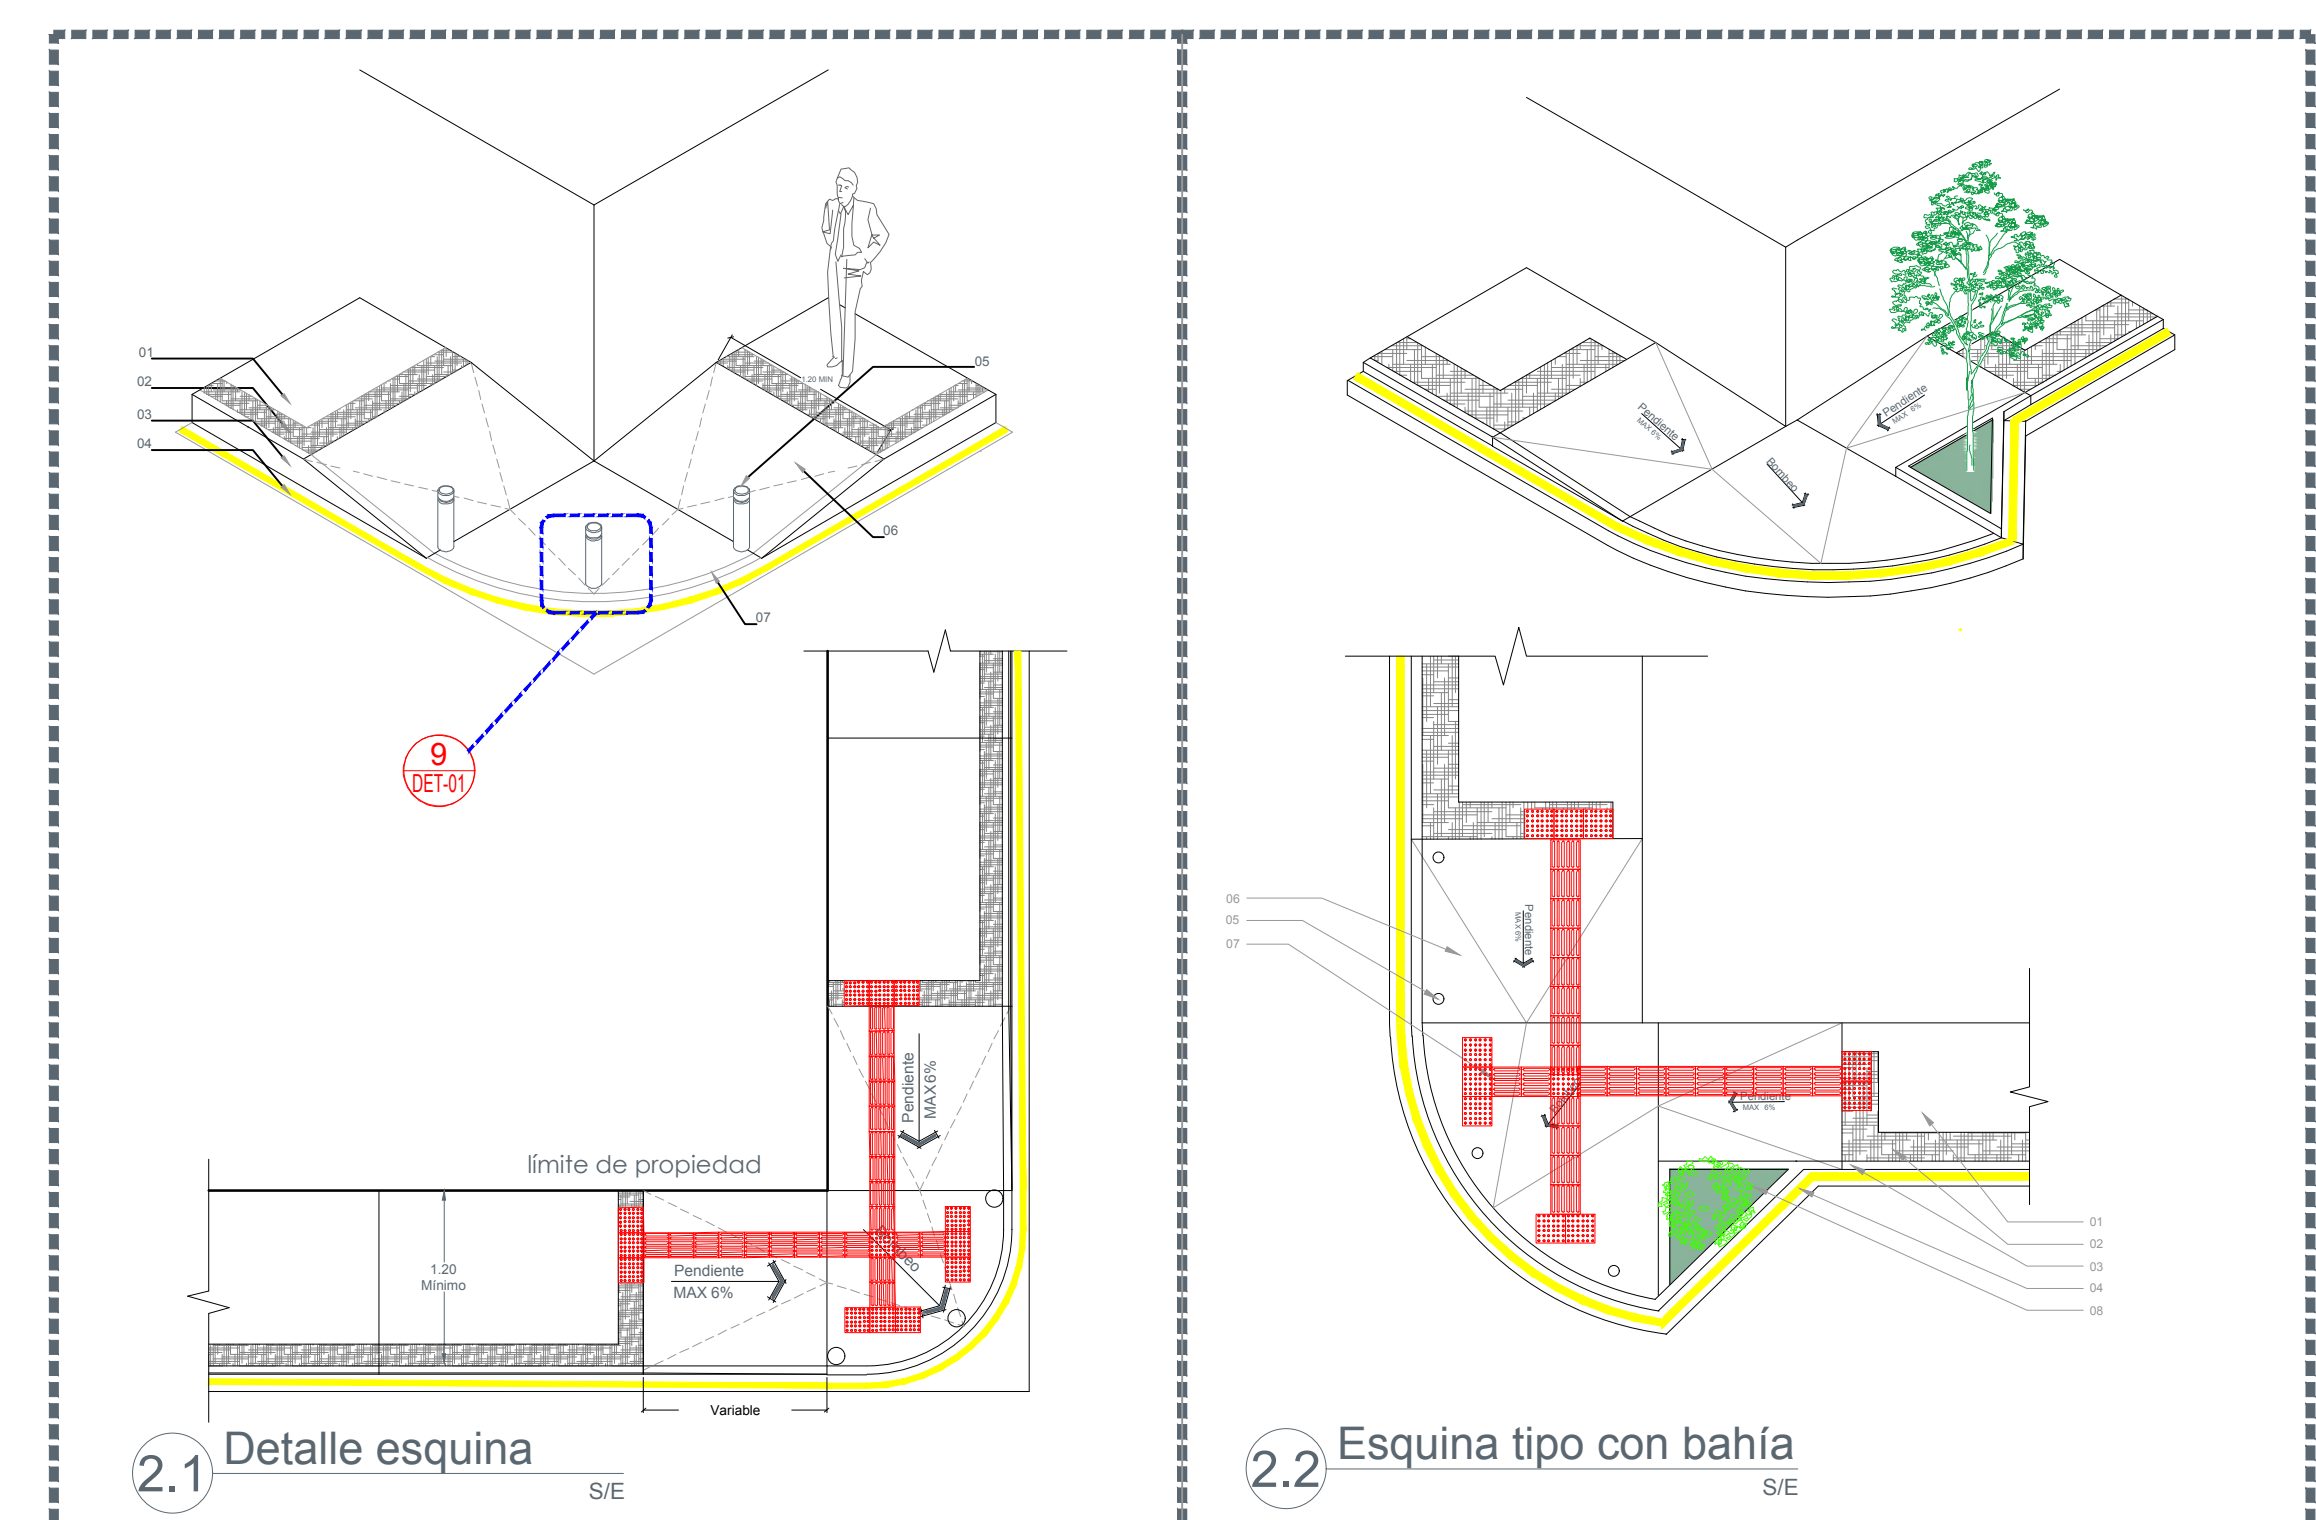 01
02
03
04
1.20 MIN
05
06
07
9
DET-01
Pendiente
MAX 6%
límite de propiedad
1.20
Mínimo
Pendiente
MAX 6%
Variable
2.1
Detalle esquina
S/E
Pendiente
MAX 6%
Pendiente
MAX 6%
Bombeo
06
05
07
Pendiente
MAX 6%
Pendiente
MAX 6%
01
02
03
04
08
2.2
Esquina tipo con bahía
S/E